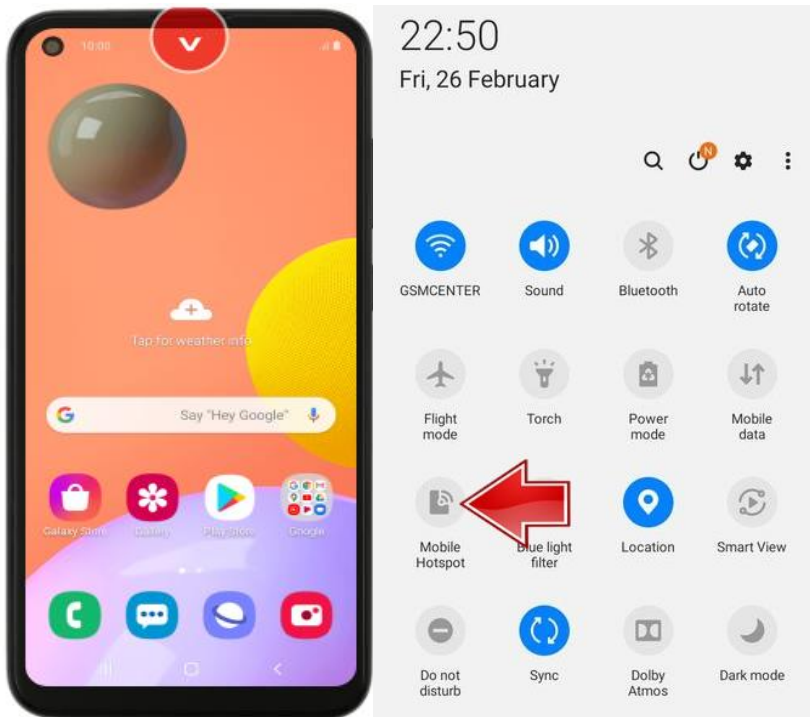 10:00
Tap for weather info
G
Say "Hey Google"
Galaxy Store
Gallery
Play Store
Google
22:50
Fri, 26 February
N
GSMCENTER
Sound
Bluetooth
Auto
rotate
Flight
mode
Torch
Power
mode
Mobile
data
Mobile
Hotspot
Blue light
filter
Location
Smart View
Do not
disturb
Sync
Dolby
Atmos
Dark mode